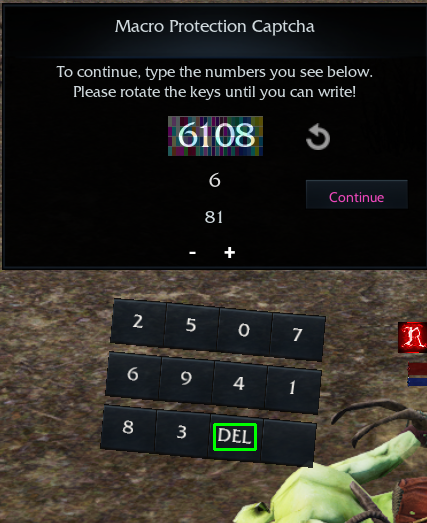 Macro Protection Captcha
To continue, type the numbers you see below.
Please rotate the keys until you can write!
6108
6
Continue
81
- +
2 5 0 7
6 9 4 1
8 3 DEL
R